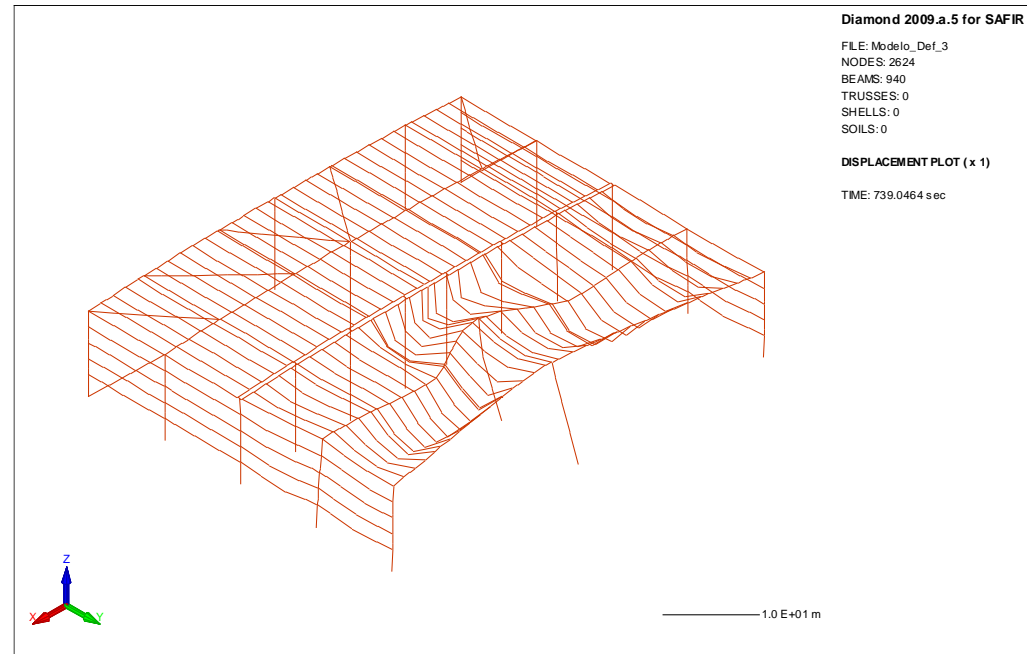 Diamond 2009.a.5 for SAFIR
FILE: Modelo_Def_3
NODES: 2624
BEAMS: 940
TRUSSES: 0
SHELLS: 0
SOILS: 0
DISPLACEMENT PLOT ( x 1)
TIME: 739.0464 sec
Z
X
Y
1.0 E+01 m